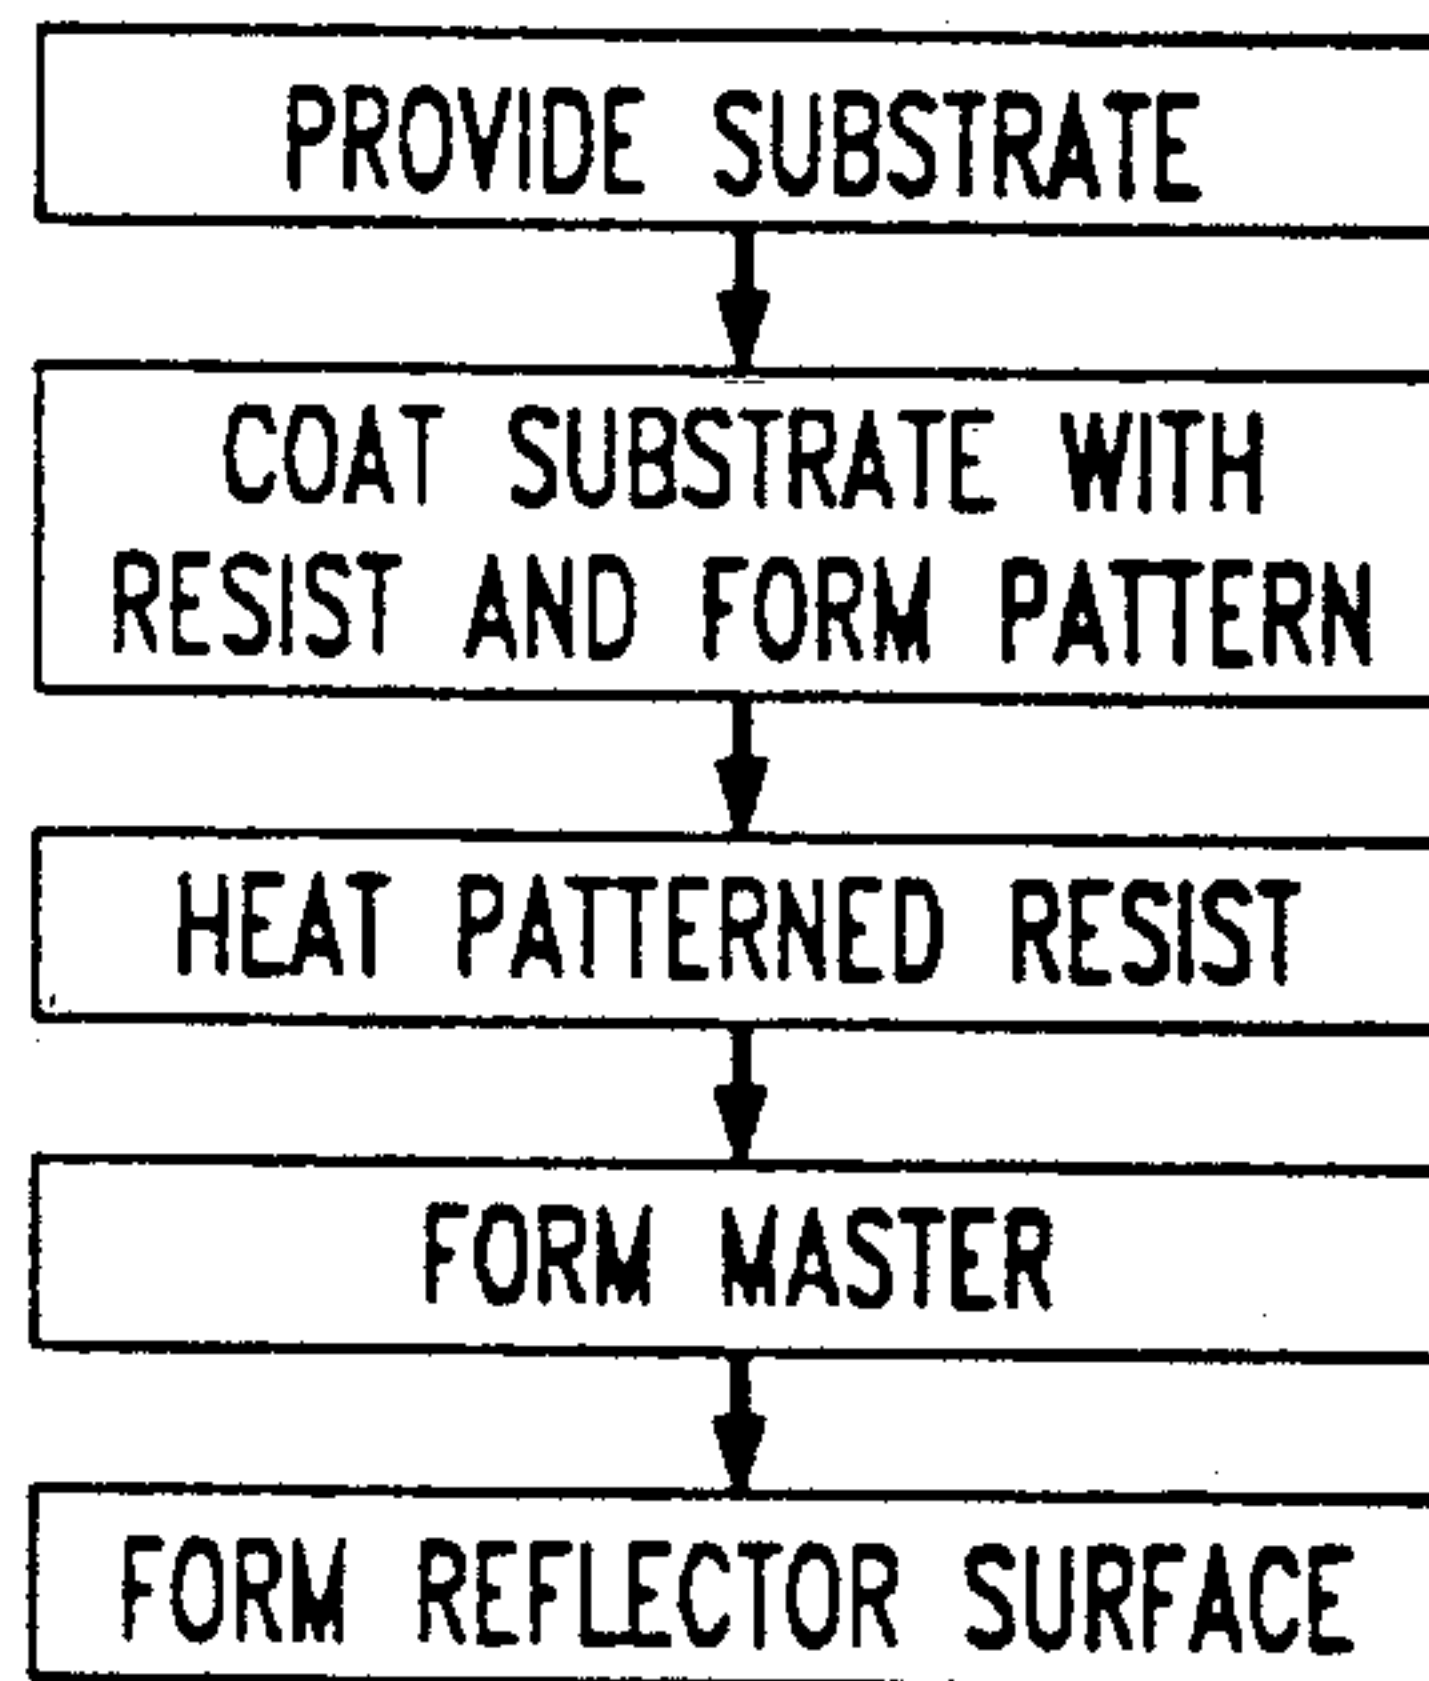 PROVIDE SUBSTRATE
COAT SUBSTRATE WITH
RESIST AND FORM PATTERN
HEAT PATTERNED RESIST
FORM MASTER
FORM REFLECTOR SURFACE